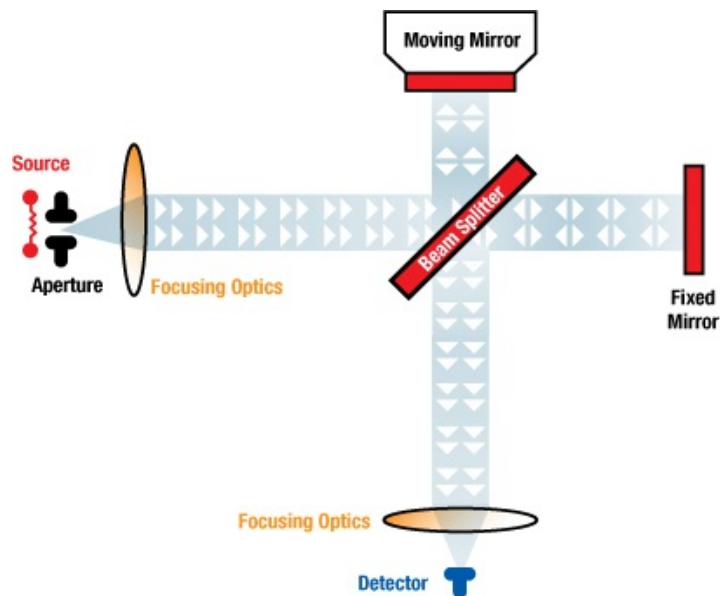 Moving Mirror
Source
Beam Splitter
Aperture
Focusing Optics
Fixed
Mirror
Focusing Optics
Detector